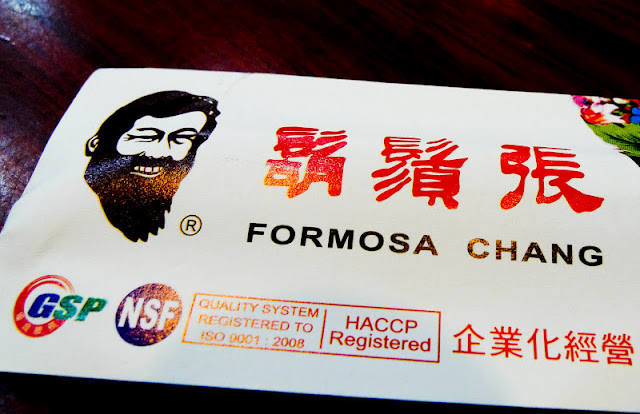 鬍鬚張
®
FORMOSA CHANG
GSP
NSF
QUALITY SYSTEM
REGISTERED TO
ISO 9001 : 2008
HACCP
Registered
企業化經營